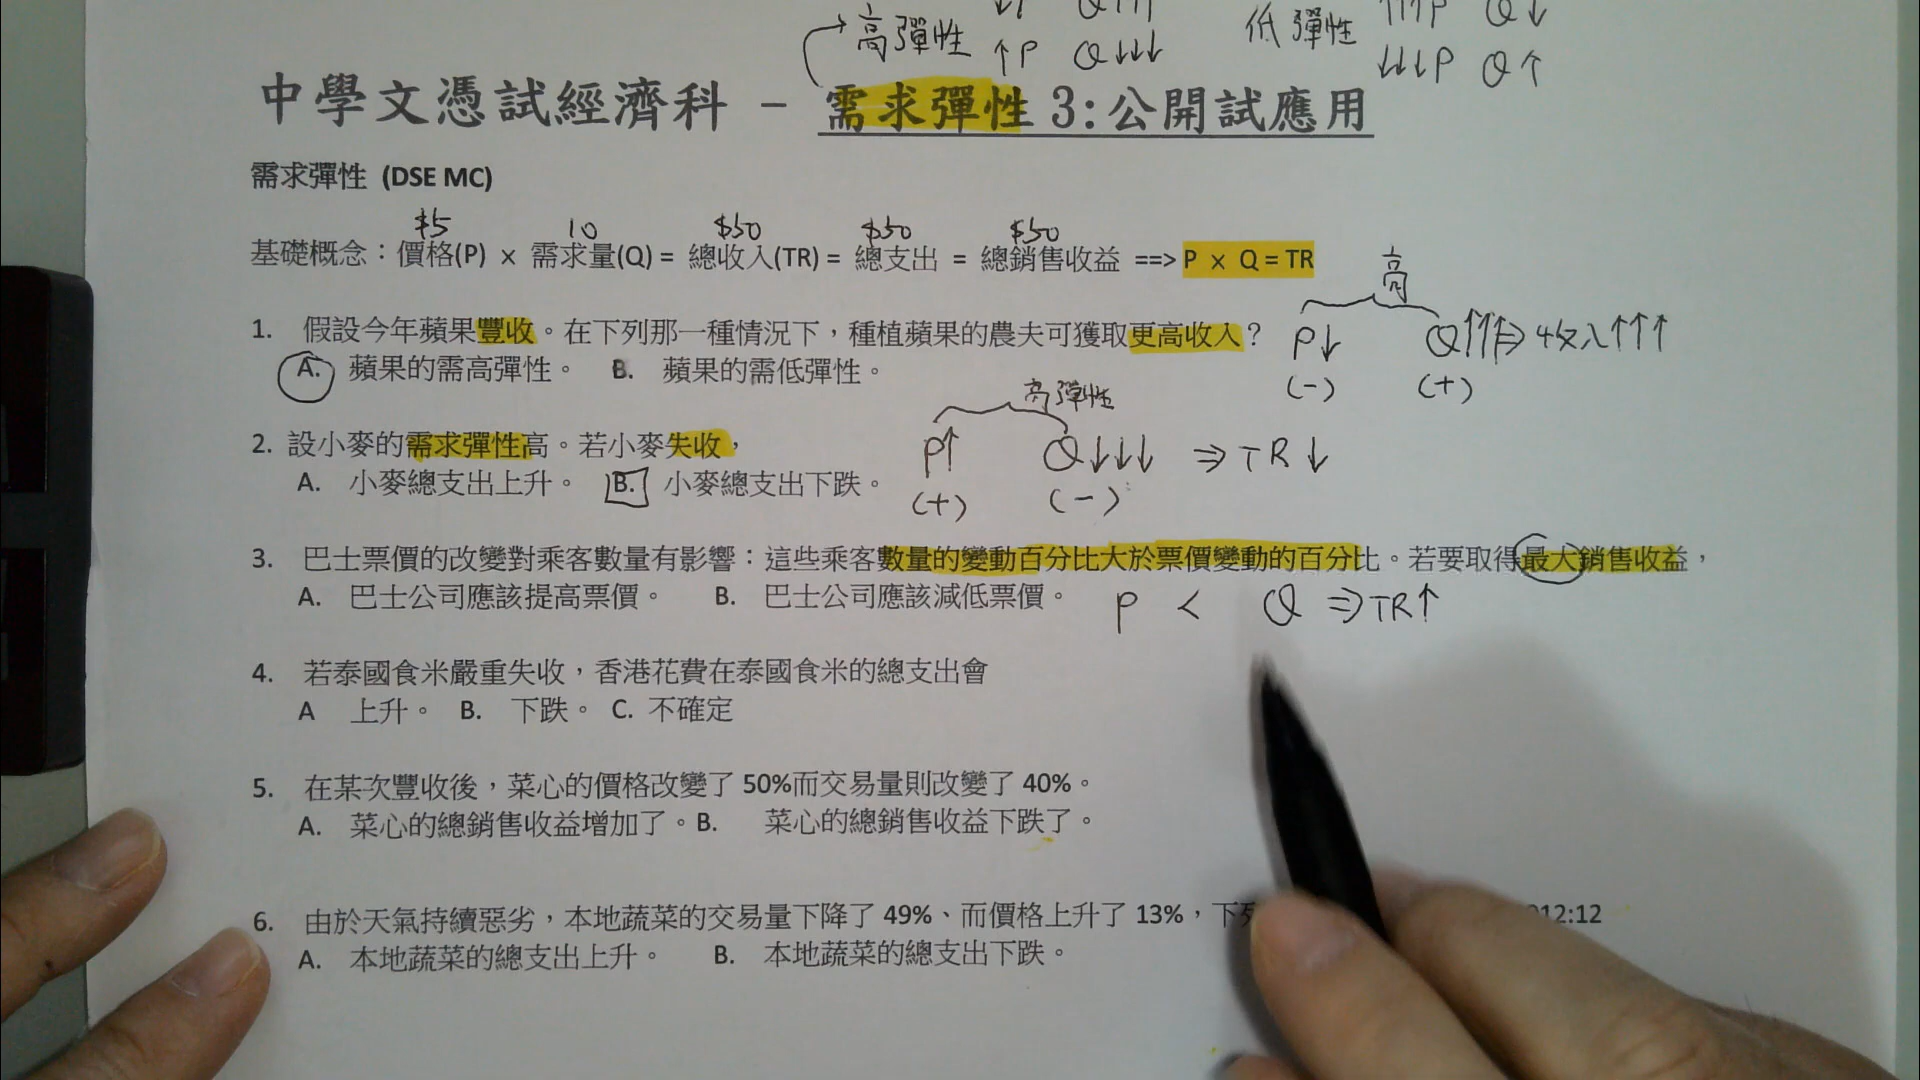 高彈性 ↑P Q↓↓↓ 低彈性 ↓↓↓P Q↑
中學文憑試經濟科 – 需求彈性 3:公開試應用
需求彈性 (DSE MC)
$5 10 $50 $50 $50
基礎概念：價格(P) × 需求量(Q) = 總收入(TR) = 總支出 = 總銷售收益 ==> P × Q = TR
高
1. 假設今年蘋果豐收。在下列那一種情況下，種植蘋果的農夫可獲取更高收入？ P↓ Q↑↑↑⇒ 收入↑↑↑
A. 蘋果的需高彈性。 B. 蘋果的需低彈性。 (−) (+)
高彈性
2. 設小麥的需求彈性高。若小麥失收， P↑ Q↓↓↓ ⇒ TR↓
A. 小麥總支出上升。 B. 小麥總支出下跌。 (+) (−)
3. 巴士票價的改變對乘客數量有影響：這些乘客數量的變動百分比大於票價變動的百分比。若要取得最大銷售收益，
A. 巴士公司應該提高票價。 B. 巴士公司應該減低票價。 P < Q ⇒ TR↑
4. 若泰國食米嚴重失收，香港花費在泰國食米的總支出會
A 上升。 B. 下跌。 C. 不確定
5. 在某次豐收後，菜心的價格改變了 50%而交易量則改變了 40%。
A. 菜心的總銷售收益增加了。B. 菜心的總銷售收益下跌了。
6. 由於天氣持續惡劣，本地蔬菜的交易量下降了 49%、而價格上升了 13%，下 012:12
A. 本地蔬菜的總支出上升。 B. 本地蔬菜的總支出下跌。